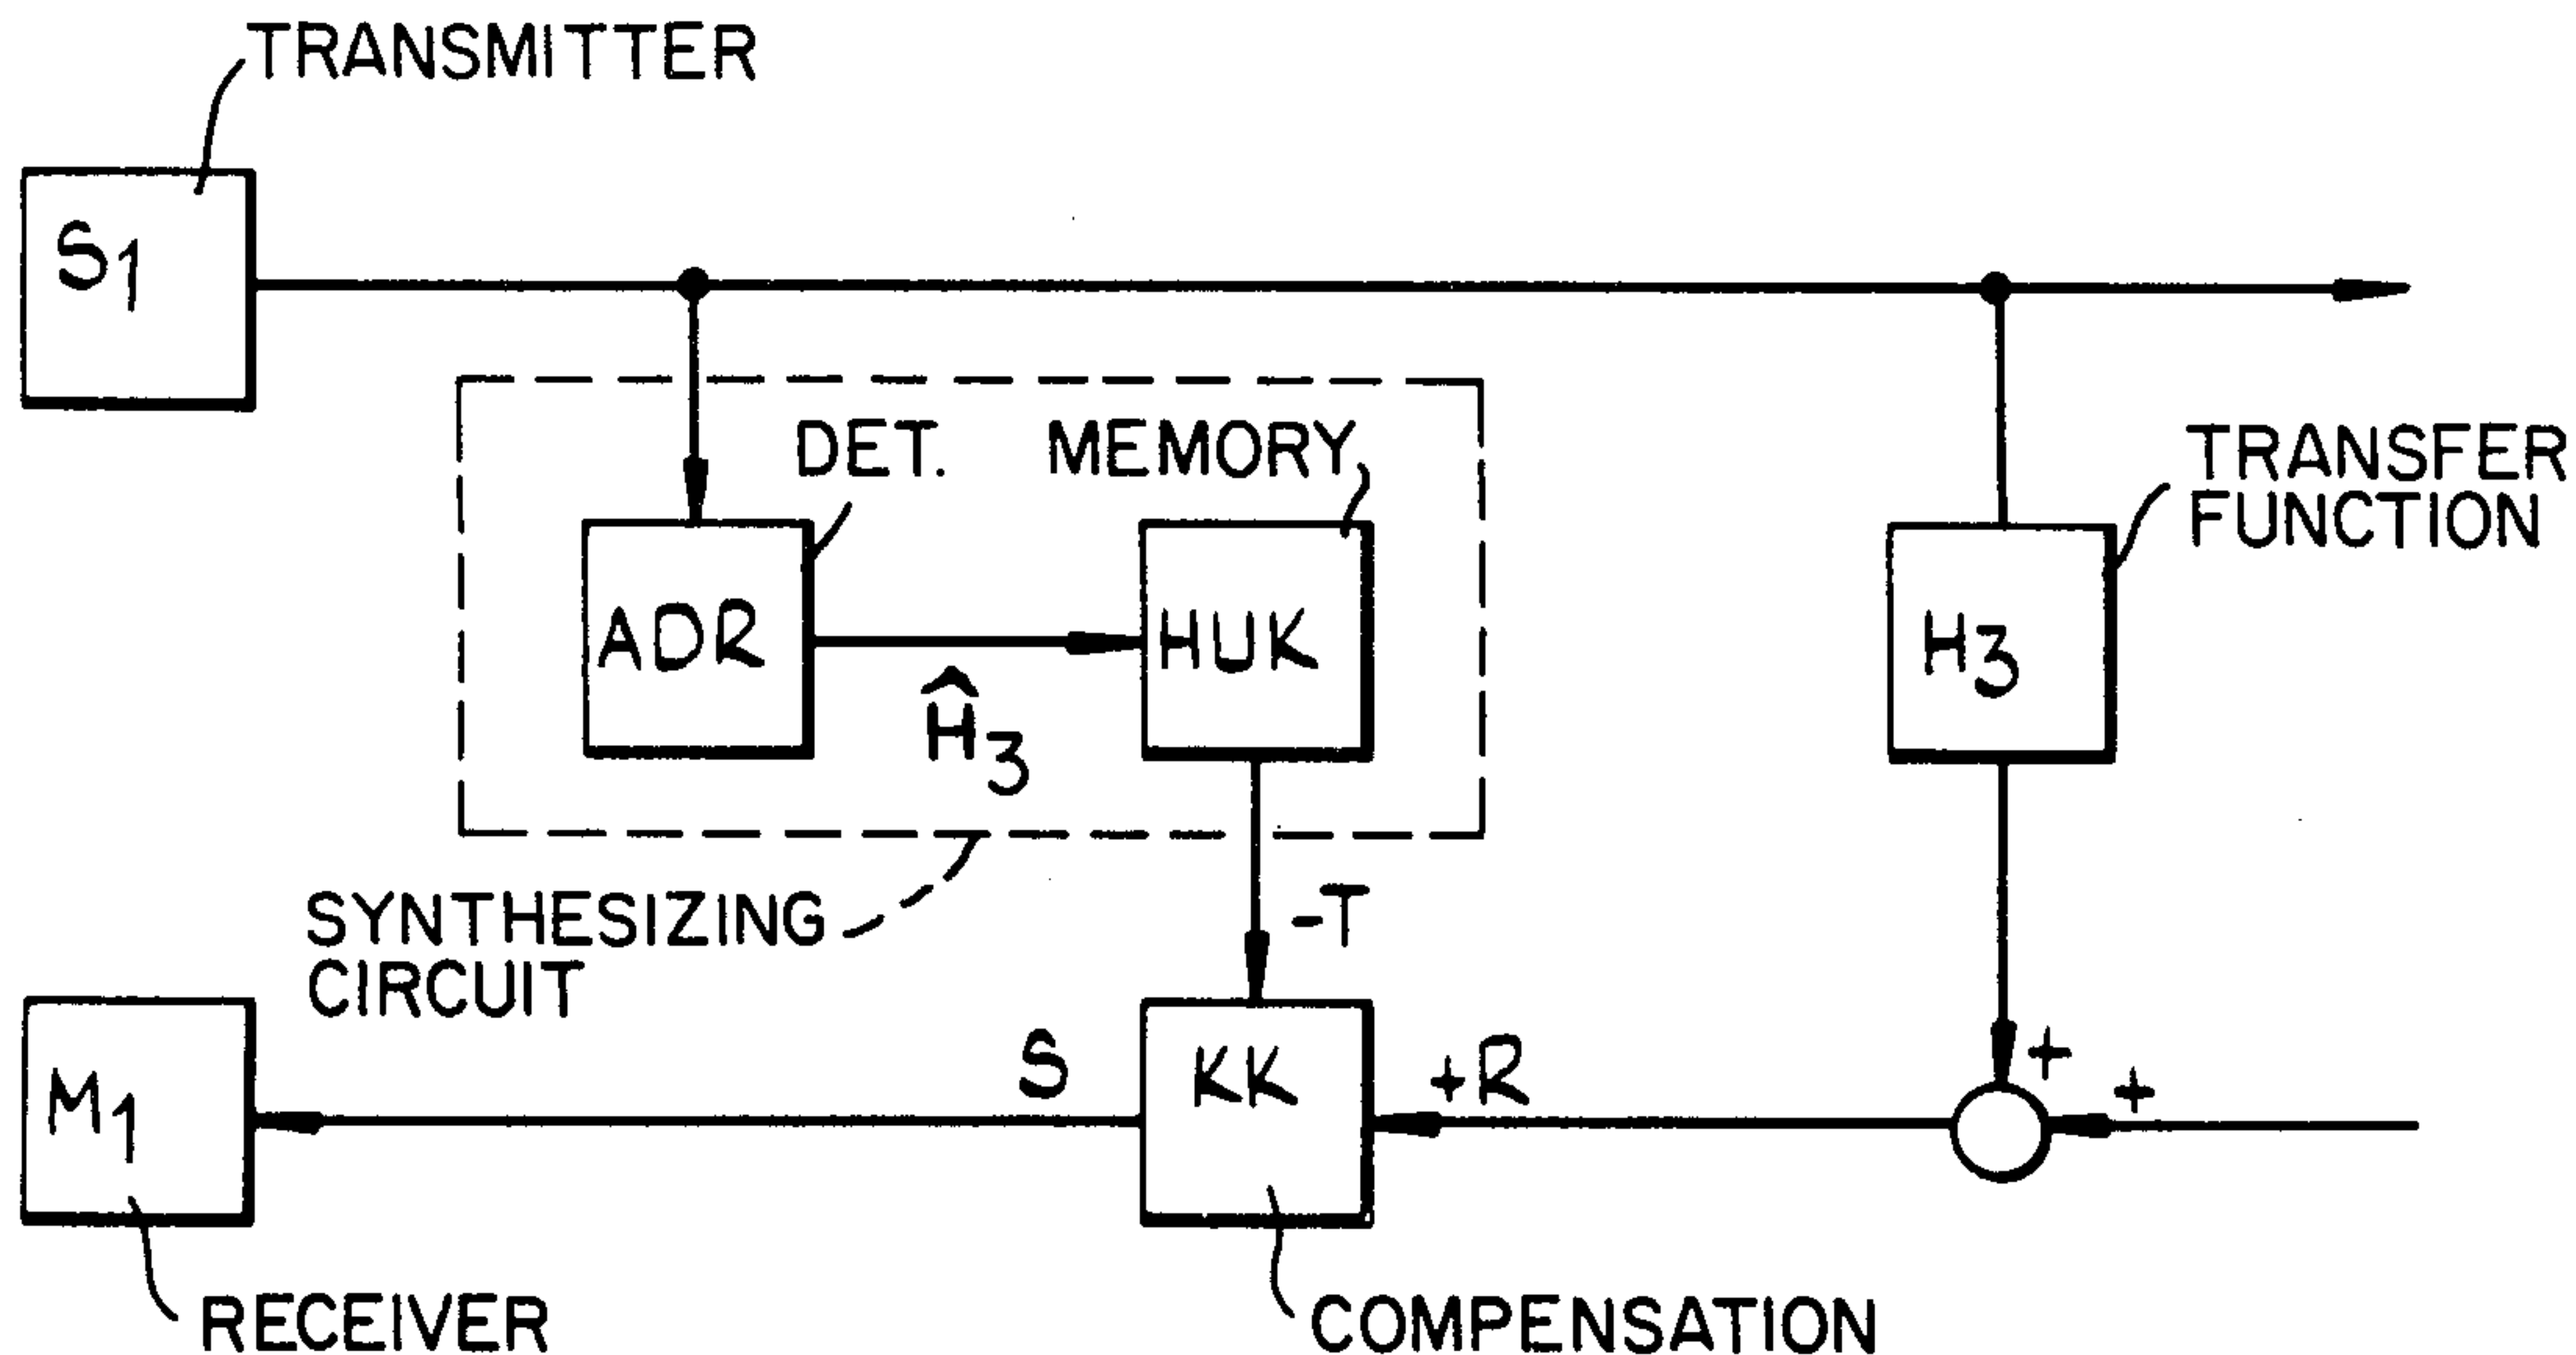 TRANSMITTER
S1
DET.
MEMORY
TRANSFER
FUNCTION
ADR
HUK
H3
Ĥ3
-T
SYNTHESIZING
CIRCUIT
S
KK
+R
+
+
M1
RECEIVER
COMPENSATION